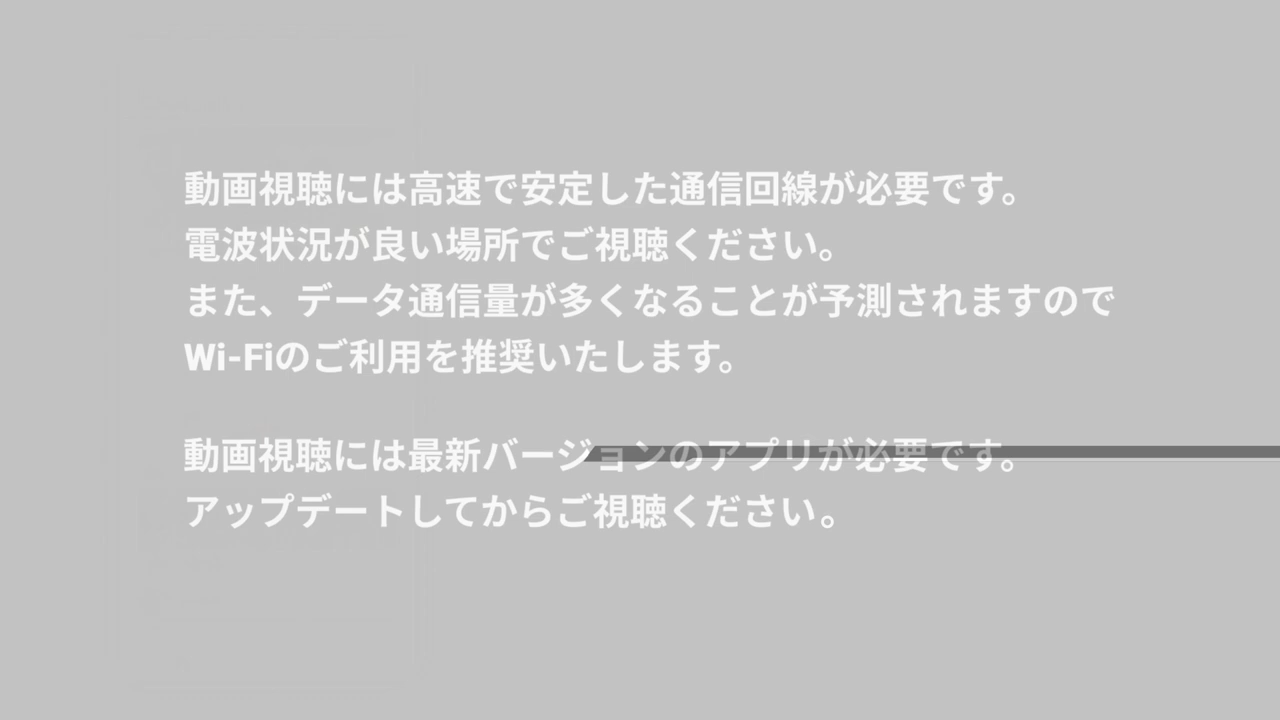 動画視聴には高速で安定した通信回線が必要です。
電波状況が良い場所でご視聴ください。
また、データ通信量が多くなることが予測されますので
Wi-Fiのご利用を推奨いたします。
動画視聴には最新バージョンのアプリが必要です。
アップデートしてからご視聴ください。